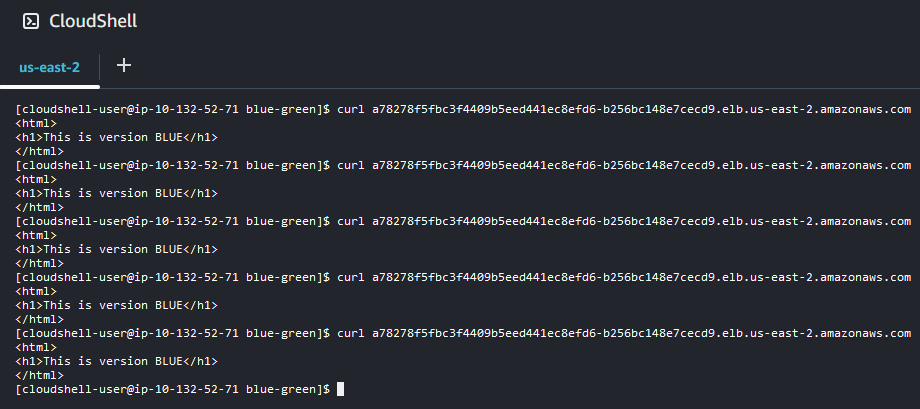 CloudShell
us-east-2
[cloudshell-user@ip-10-132-52-71 blue-green]$ curl a78278f5fbc3f4409b5eed441ec8efd6-b256bc148e7cecd9.elb.us-east-2.amazonaws.com
<html>
<h1>This is version BLUE</h1>
</html>
[cloudshell-user@ip-10-132-52-71 blue-green]$ curl a78278f5fbc3f4409b5eed441ec8efd6-b256bc148e7cecd9.elb.us-east-2.amazonaws.com
<html>
<h1>This is version BLUE</h1>
</html>
[cloudshell-user@ip-10-132-52-71 blue-green]$ curl a78278f5fbc3f4409b5eed441ec8efd6-b256bc148e7cecd9.elb.us-east-2.amazonaws.com
<html>
<h1>This is version BLUE</h1>
</html>
[cloudshell-user@ip-10-132-52-71 blue-green]$ curl a78278f5fbc3f4409b5eed441ec8efd6-b256bc148e7cecd9.elb.us-east-2.amazonaws.com
<html>
<h1>This is version BLUE</h1>
</html>
[cloudshell-user@ip-10-132-52-71 blue-green]$ curl a78278f5fbc3f4409b5eed441ec8efd6-b256bc148e7cecd9.elb.us-east-2.amazonaws.com
<html>
<h1>This is version BLUE</h1>
</html>
[cloudshell-user@ip-10-132-52-71 blue-green]$